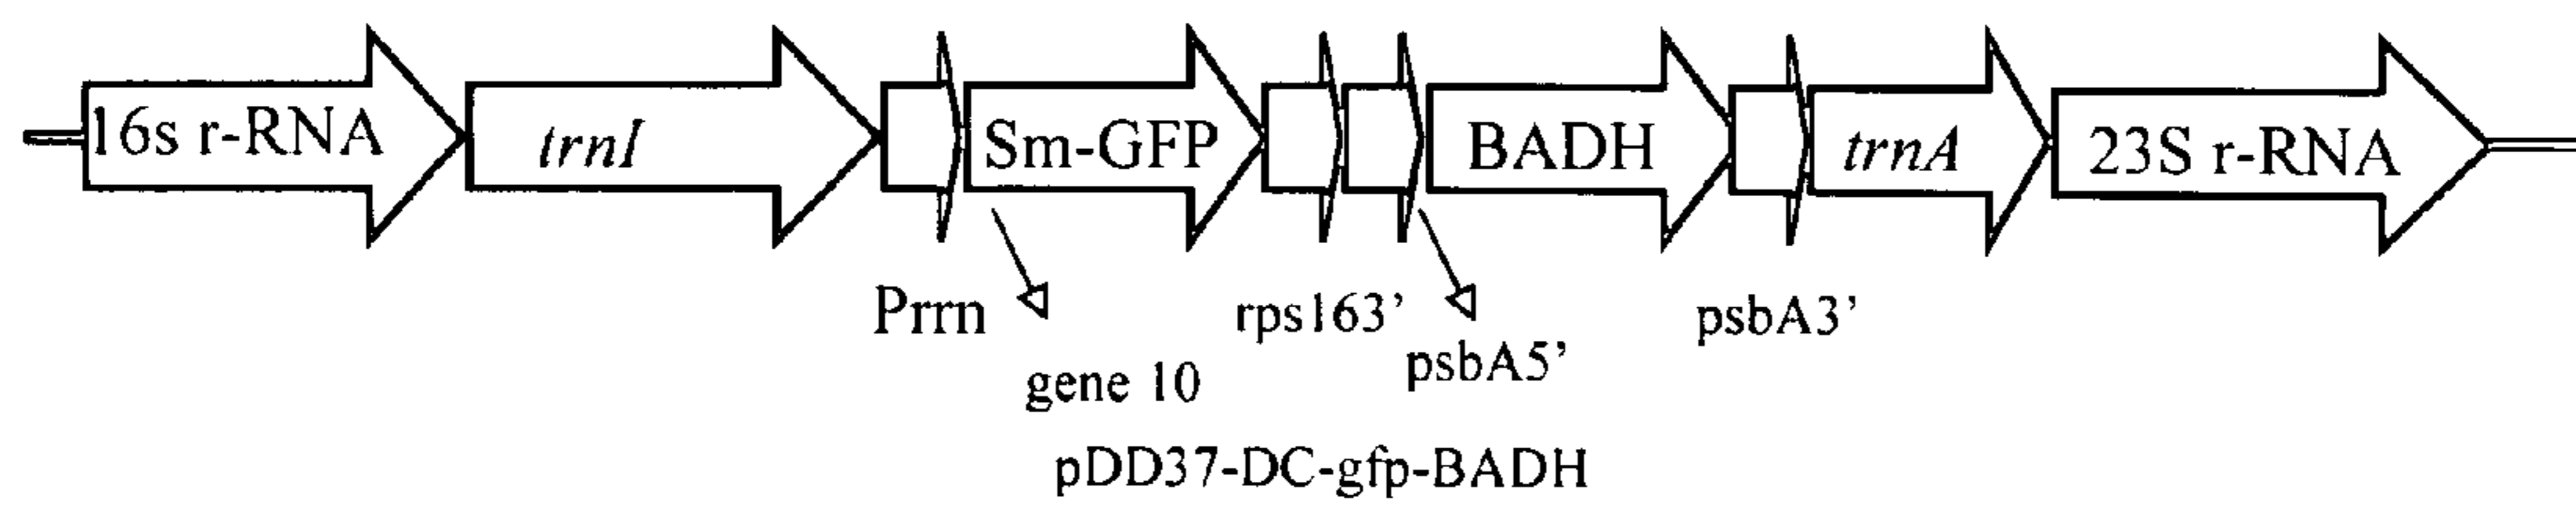 16s r-RNA trnI Sm-GFP BADH trnA 23S r-RNA
Prrn rps163’ psbA3’
gene 10 psbA5’
pDD37-DC-gfp-BADH